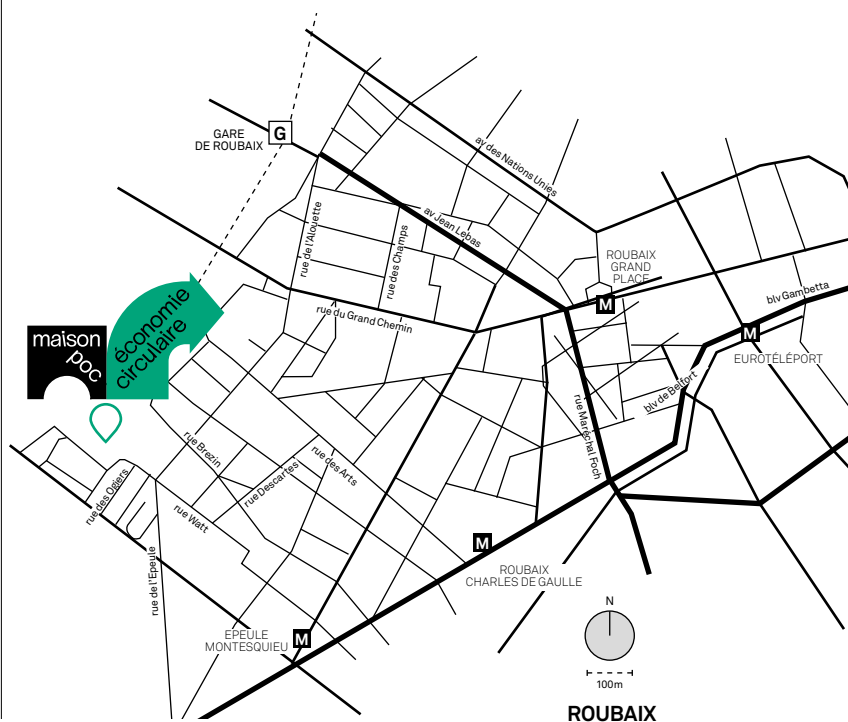 av des Nations Unies
G
GARE
DE ROUBAIX
av Jean Lebas
rue de l'Alouette
rue des Champs
ROUBAIX
GRAND
PLACE
M
blv Gambetta
rue du Grand Chemin
M
EUROTÉLÉPORT
maison
poc
économie
circulaire
blv de Belfort
rue Maréchal Foch
rue Brezin
rue Descartes
rue des Arts
rue des Ogiers
rue Watt
rue de l'Epeule
M
ROUBAIX
CHARLES DE GAULLE
EPEULE
MONTESQUIEU
M
N
100m
ROUBAIX